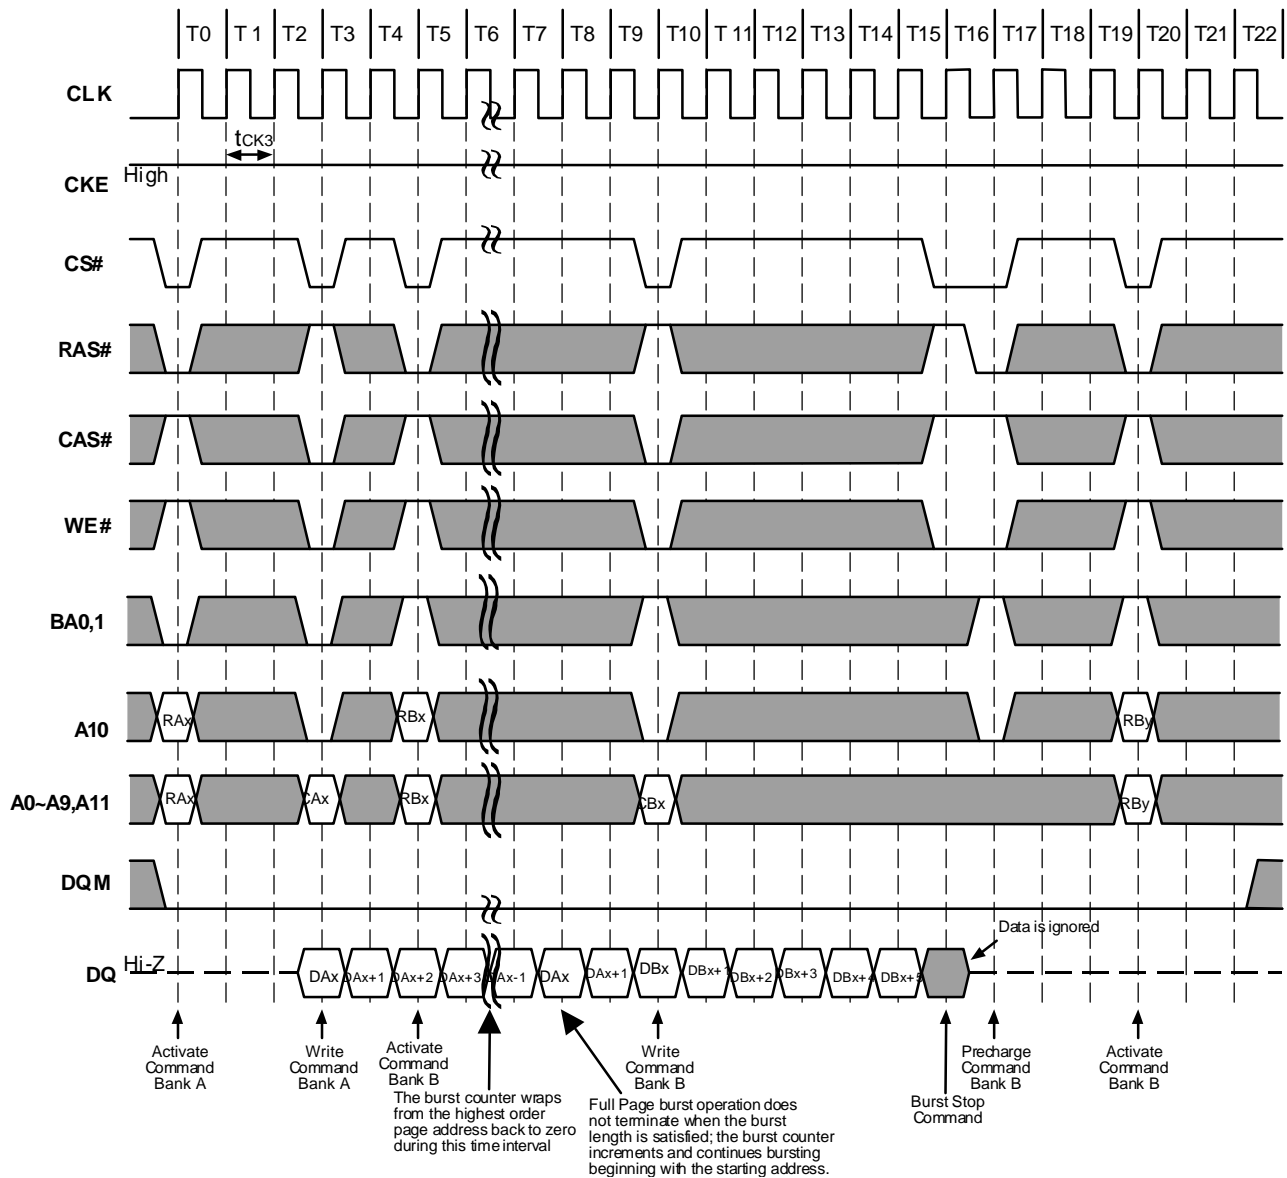 T0 T1 T2 T3 T4 T5 T6 T7 T8 T9 T10 T11 T12 T13 T14 T15 T16 T17 T18 T19 T20 T21 T22
CLK
tCK3
High
CKE
CS#
RAS#
CAS#
WE#
BA0,1
A10
RAx RBx RBy
A0~A9,A11
RAx CAx RBx CBx RBy
DQM
Data is ignored
Hi-Z
DQ
DAx DAx+1 DAx+2 DAx+3 DAx-1 DAx DAx+1 DBx DBx+1 DBx+2 DBx+3 DBx+4 DBx+5
Activate
Command
Bank A
Write
Command
Bank A
Activate
Command
Bank B
The burst counter wraps
from the highest order
page address back to zero
during this time interval
Full Page burst operation does
not terminate when the burst
length is satisfied; the burst counter
increments and continues bursting
beginning with the starting address.
Write
Command
Bank B
Burst Stop
Command
Precharge
Command
Bank B
Activate
Command
Bank B